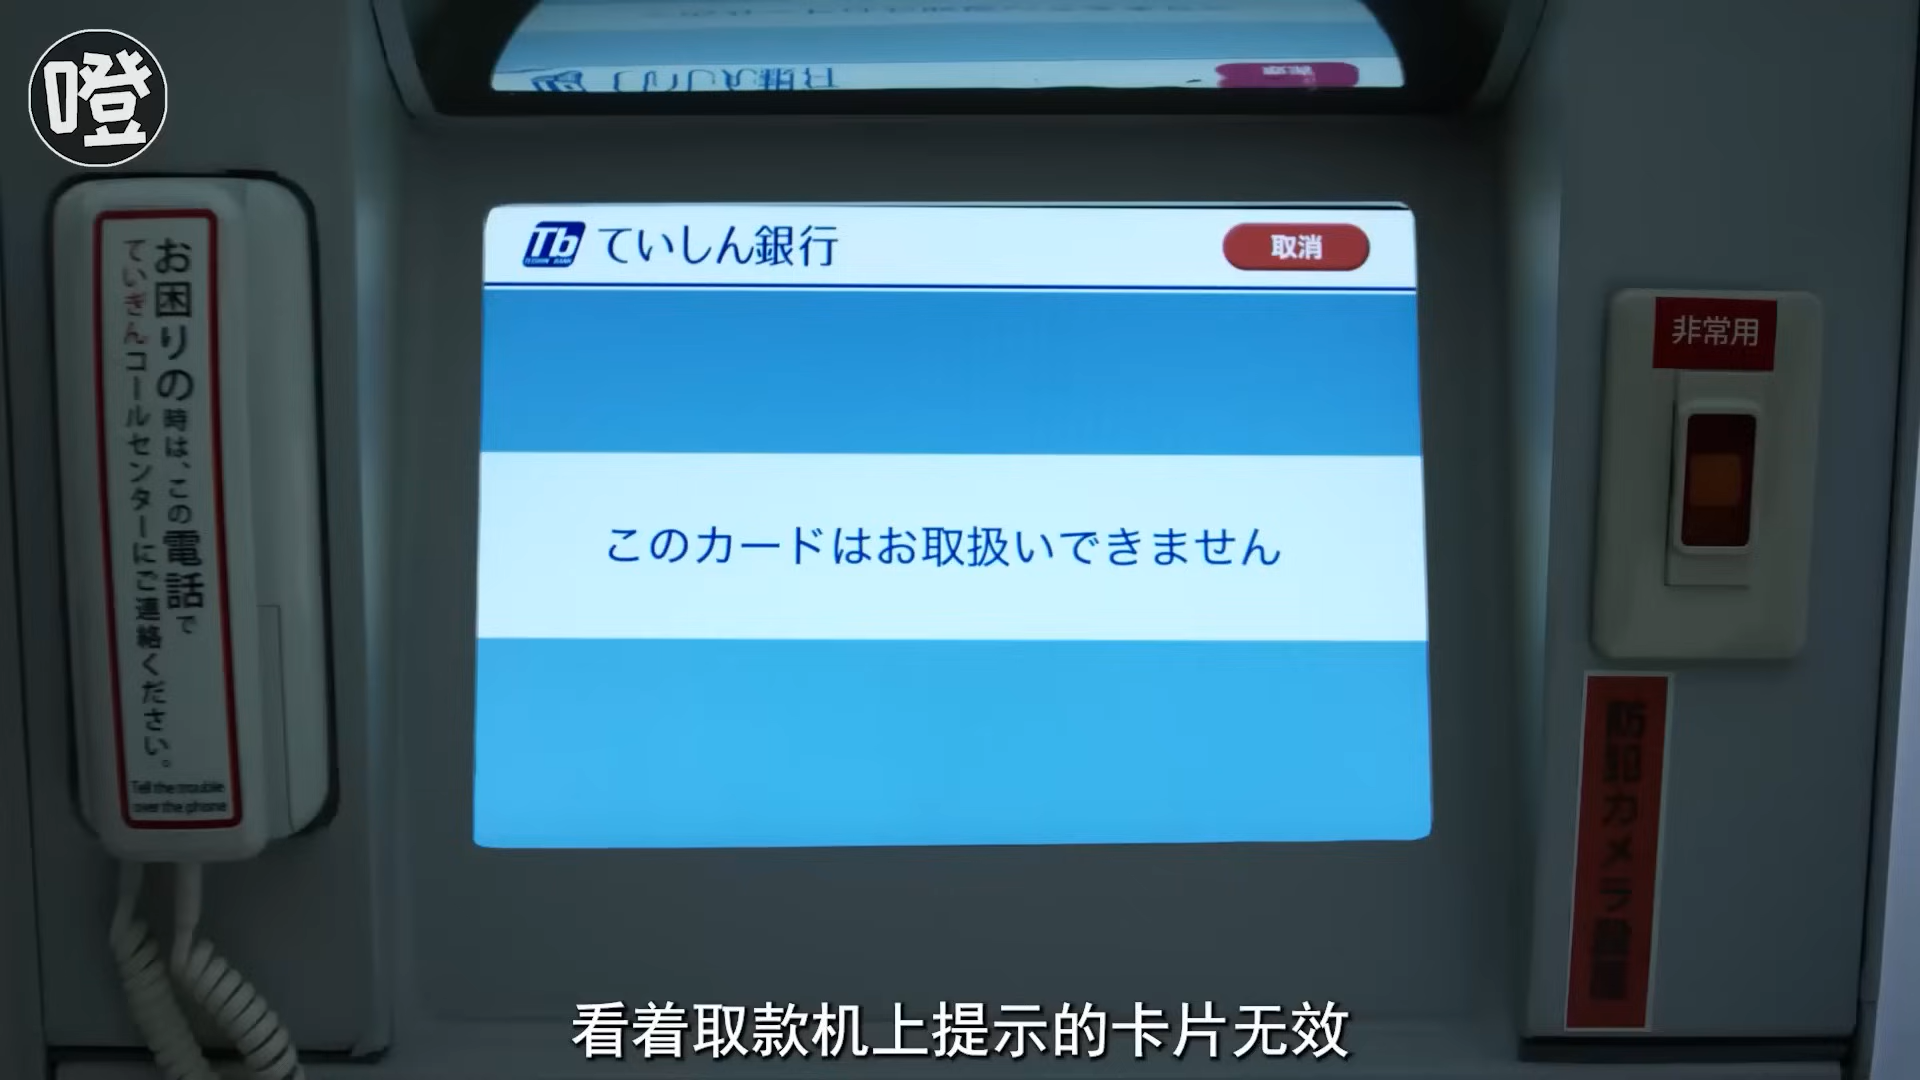 噔
Tb
ていしん銀行
取消
このカードはお取扱いできません
お困りの時は、この電話で
ていぎんコールセンターにご連絡ください。
Tell the trouble
over the phone
非常用
防犯カメラ
看着取款机上提示的卡片无效